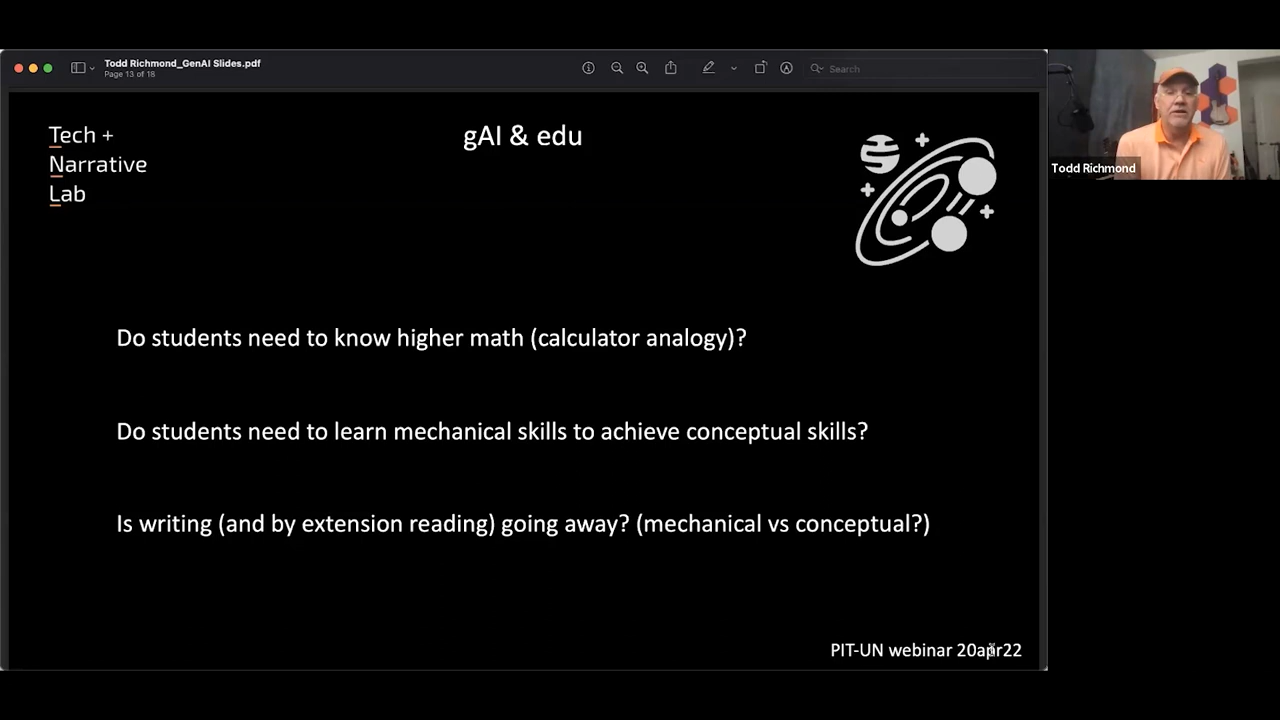 Todd Richmond_GenAI Slides.pdf
Page 13 of 18
Search
Tech +
Narrative
Lab
gAI & edu
Todd Richmond
Do students need to know higher math (calculator analogy)?
Do students need to learn mechanical skills to achieve conceptual skills?
Is writing (and by extension reading) going away? (mechanical vs conceptual?)
PIT-UN webinar 20apr22